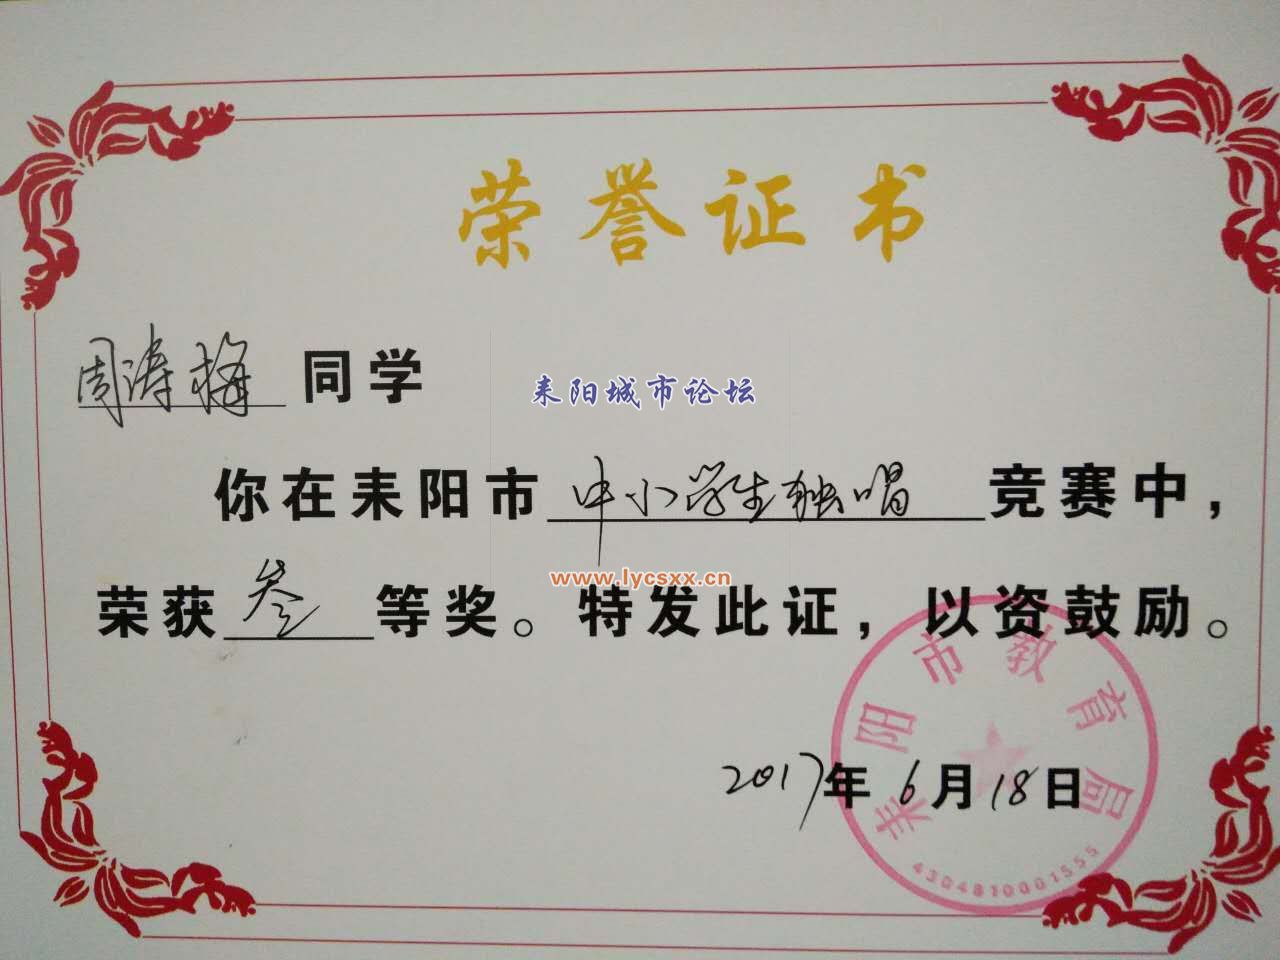 荣誉证书
周涛梅同学
耒阳城市论坛
你在耒阳市中小学生独唱竞赛中，
www.lycsxx.cn
荣获叁等奖。特发此证，以资鼓励。
耒阳市教育局
2017年6月18日
4304810001555